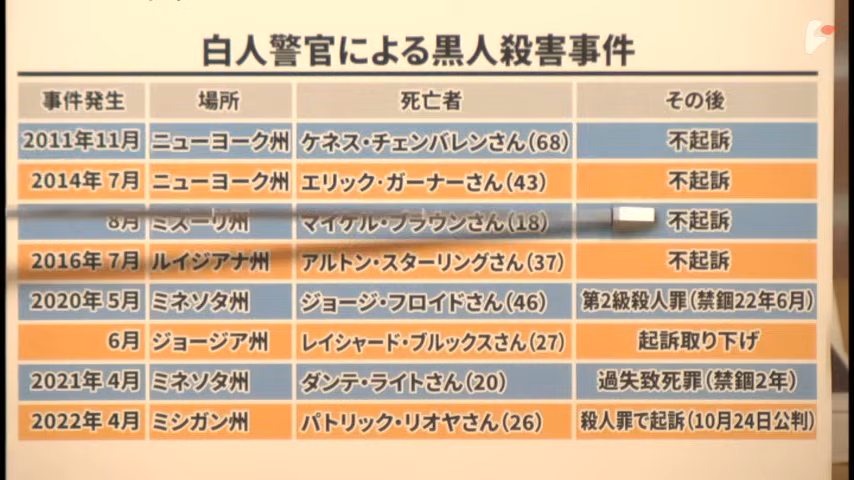 白人警官による黒人殺害事件
事件発生 場所 死亡者 その後
2011年11月 ニューヨーク州 ケネス・チェンバレンさん(68) 不起訴
2014年 7月 ニューヨーク州 エリック・ガーナーさん(43) 不起訴
8月 ミズーリ州 マイケル・ブラウンさん(18) 不起訴
2016年 7月 ルイジアナ州 アルトン・スターリングさん(37) 不起訴
2020年 5月 ミネソタ州 ジョージ・フロイドさん(46) 第2級殺人罪(禁錮22年6月)
6月 ジョージア州 レイシャード・ブルックスさん(27) 起訴取り下げ
2021年 4月 ミネソタ州 ダンテ・ライトさん(20) 過失致死罪(禁錮2年)
2022年 4月 ミシガン州 パトリック・リオヤさん(26) 殺人罪で起訴(10月24日公判)